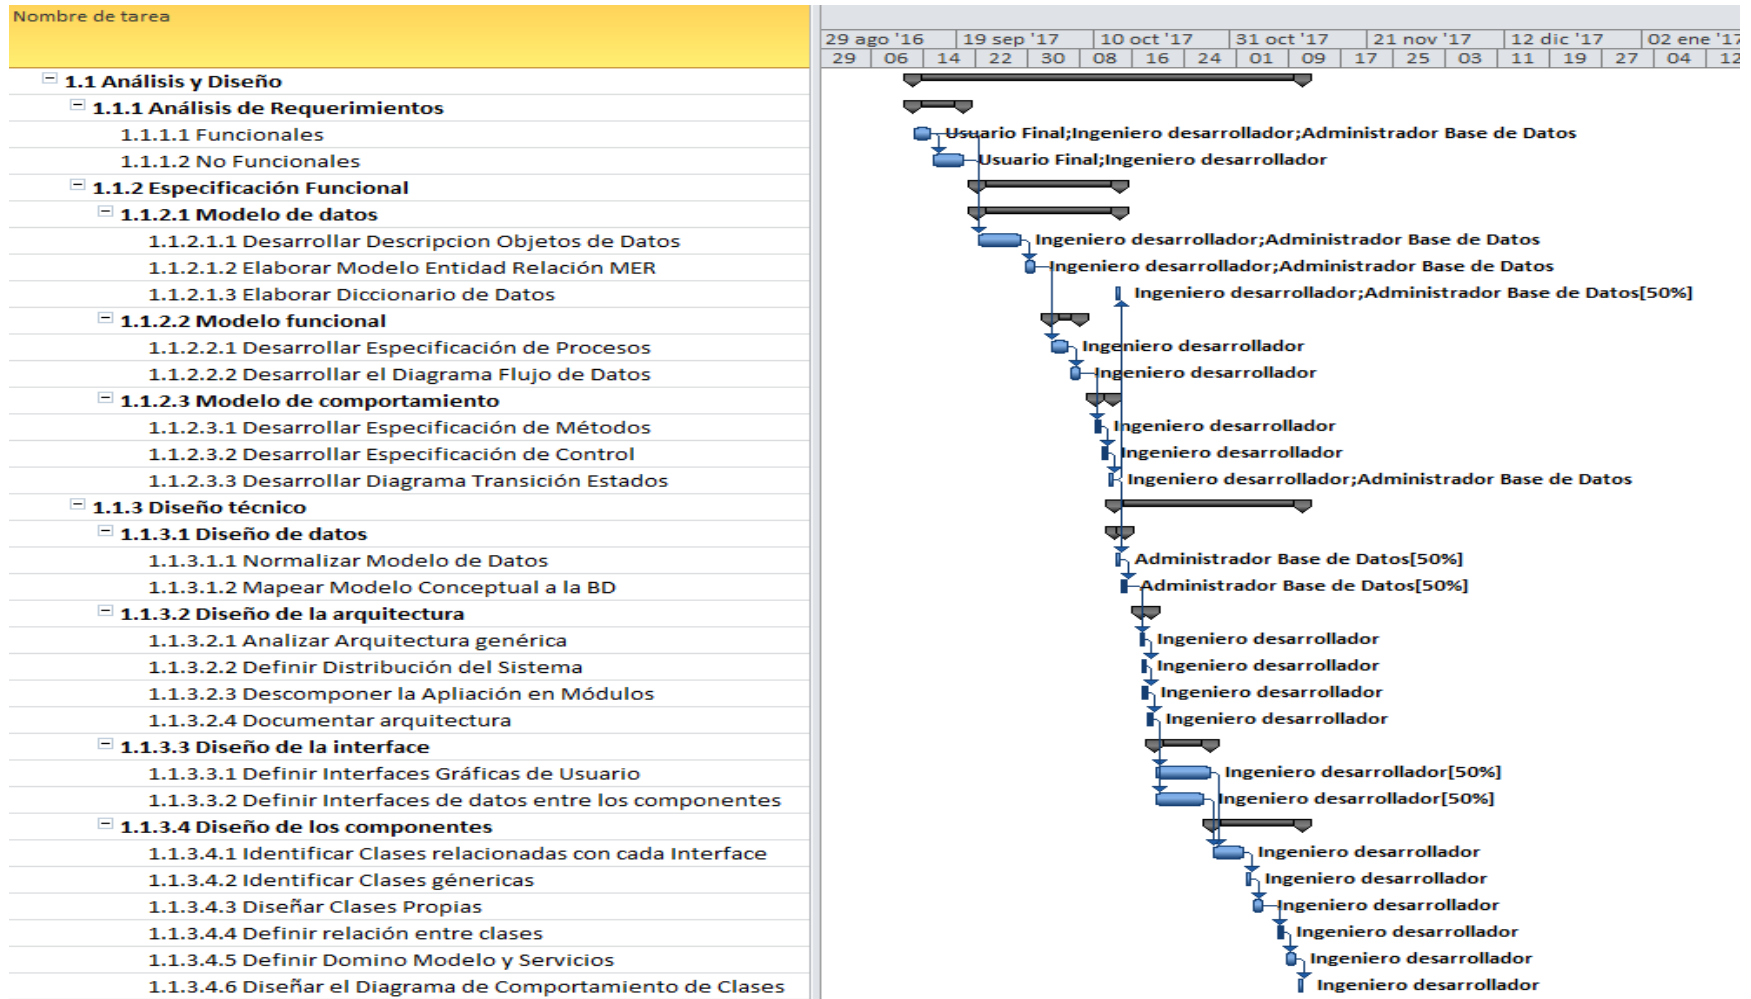 Nombre de tarea
29 ago '16 19 sep '17 10 oct '17 31 oct '17 21 nov '17 12 dic '17 02 ene '17
29 06 14 22 30 08 16 24 01 09 17 25 03 11 19 27 04 12
1.1 Análisis y Diseño
1.1.1 Análisis de Requerimientos
1.1.1.1 Funcionales Usuario Final;Ingeniero desarrollador;Administrador Base de Datos
1.1.1.2 No Funcionales Usuario Final;Ingeniero desarrollador
1.1.2 Especificación Funcional
1.1.2.1 Modelo de datos
1.1.2.1.1 Desarrollar Descripcion Objetos de Datos Ingeniero desarrollador;Administrador Base de Datos
1.1.2.1.2 Elaborar Modelo Entidad Relación MER Ingeniero desarrollador;Administrador Base de Datos
1.1.2.1.3 Elaborar Diccionario de Datos Ingeniero desarrollador;Administrador Base de Datos[50%]
1.1.2.2 Modelo funcional
1.1.2.2.1 Desarrollar Especificación de Procesos Ingeniero desarrollador
1.1.2.2.2 Desarrollar el Diagrama Flujo de Datos Ingeniero desarrollador
1.1.2.3 Modelo de comportamiento
1.1.2.3.1 Desarrollar Especificación de Métodos Ingeniero desarrollador
1.1.2.3.2 Desarrollar Especificación de Control Ingeniero desarrollador
1.1.2.3.3 Desarrollar Diagrama Transición Estados Ingeniero desarrollador;Administrador Base de Datos
1.1.3 Diseño técnico
1.1.3.1 Diseño de datos
1.1.3.1.1 Normalizar Modelo de Datos Administrador Base de Datos[50%]
1.1.3.1.2 Mapear Modelo Conceptual a la BD Administrador Base de Datos[50%]
1.1.3.2 Diseño de la arquitectura
1.1.3.2.1 Analizar Arquitectura genérica Ingeniero desarrollador
1.1.3.2.2 Definir Distribución del Sistema Ingeniero desarrollador
1.1.3.2.3 Descomponer la Apliación en Módulos Ingeniero desarrollador
1.1.3.2.4 Documentar arquitectura Ingeniero desarrollador
1.1.3.3 Diseño de la interface
1.1.3.3.1 Definir Interfaces Gráficas de Usuario Ingeniero desarrollador[50%]
1.1.3.3.2 Definir Interfaces de datos entre los componentes Ingeniero desarrollador[50%]
1.1.3.4 Diseño de los componentes
1.1.3.4.1 Identificar Clases relacionadas con cada Interface Ingeniero desarrollador
1.1.3.4.2 Identificar Clases génericas Ingeniero desarrollador
1.1.3.4.3 Diseñar Clases Propias Ingeniero desarrollador
1.1.3.4.4 Definir relación entre clases Ingeniero desarrollador
1.1.3.4.5 Definir Domino Modelo y Servicios Ingeniero desarrollador
1.1.3.4.6 Diseñar el Diagrama de Comportamiento de Clases Ingeniero desarrollador